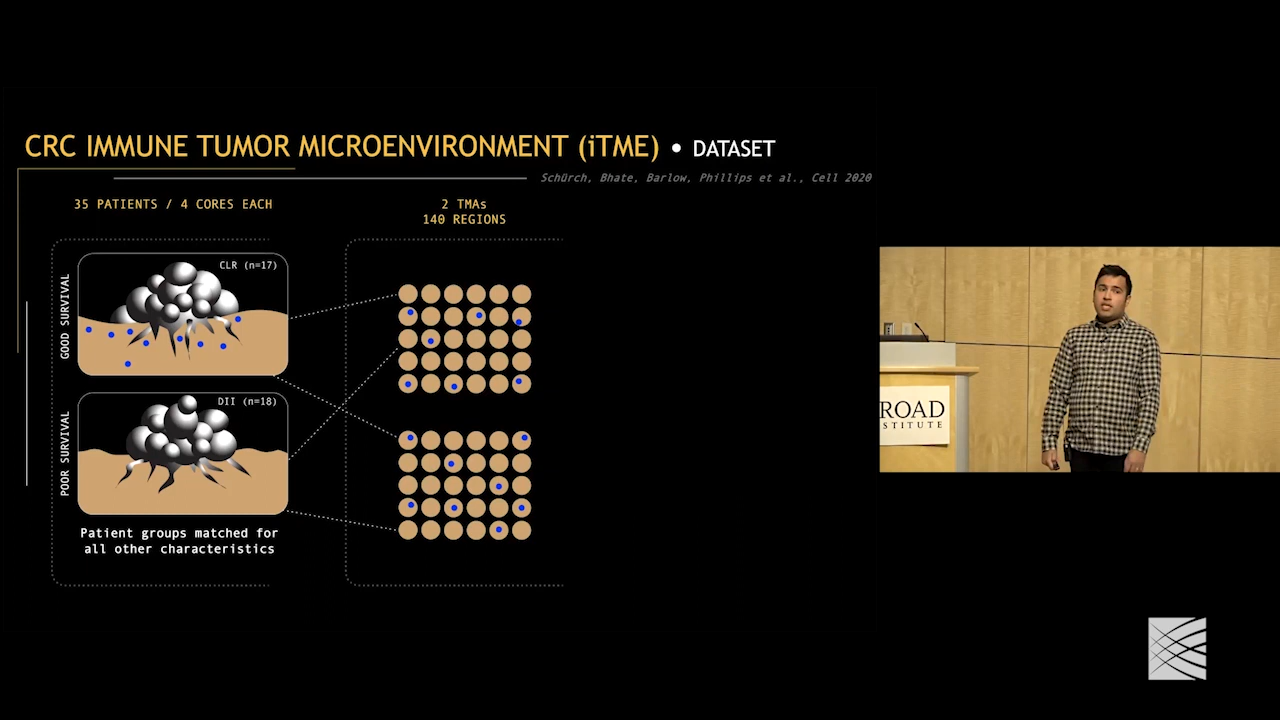 CRC IMMUNE TUMOR MICROENVIRONMENT (iTME) • DATASET
Schürch, Bhate, Barlow, Phillips et al., Cell 2020
35 PATIENTS / 4 CORES EACH
2 TMAs
140 REGIONS
GOOD SURVIVAL
CLR (n=17)
POOR SURVIVAL
DII (n=18)
Patient groups matched for
all other characteristics
ROAD
STITUTE